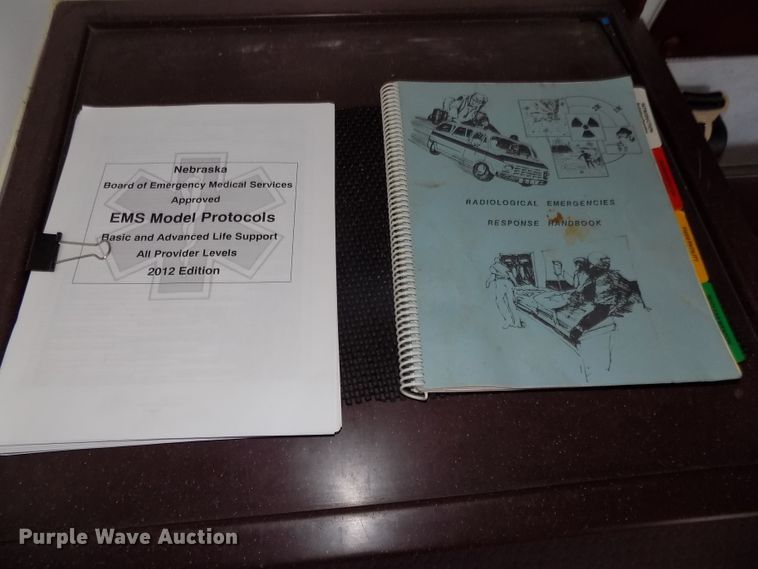 Nebraska
Board of Emergency Medical Services
Approved
EMS Model Protocols
Basic and Advanced Life Support
All Provider Levels
2012 Edition
RADIOLOGICAL EMERGENCIES
RESPONSE HANDBOOK
Purple Wave Auction